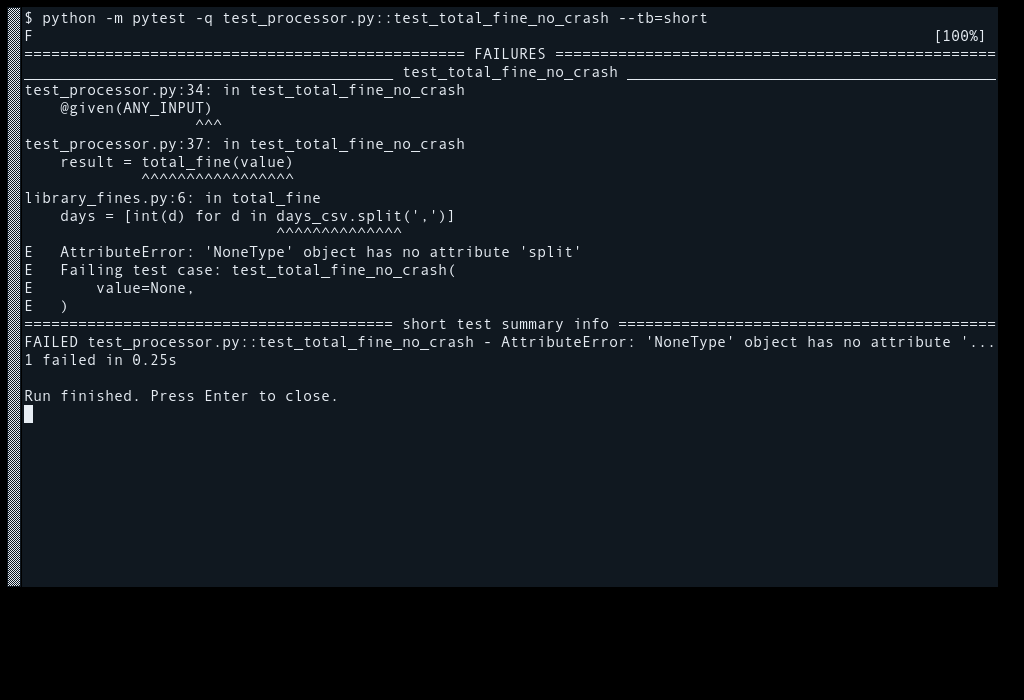 $ python -m pytest -q test_processor.py::test_total_fine_no_crash --tb=short
F                                                                                                    [100%]
================================================= FAILURES =================================================
_________________________________________ test_total_fine_no_crash _________________________________________
test_processor.py:34: in test_total_fine_no_crash
    @given(ANY_INPUT)
                   ^^^
test_processor.py:37: in test_total_fine_no_crash
    result = total_fine(value)
             ^^^^^^^^^^^^^^^^^
library_fines.py:6: in total_fine
    days = [int(d) for d in days_csv.split(',')]
                            ^^^^^^^^^^^^^^
E   AttributeError: 'NoneType' object has no attribute 'split'
E   Failing test case: test_total_fine_no_crash(
E       value=None,
E   )
========================================= short test summary info ==========================================
FAILED test_processor.py::test_total_fine_no_crash - AttributeError: 'NoneType' object has no attribute '...
1 failed in 0.25s

Run finished. Press Enter to close.